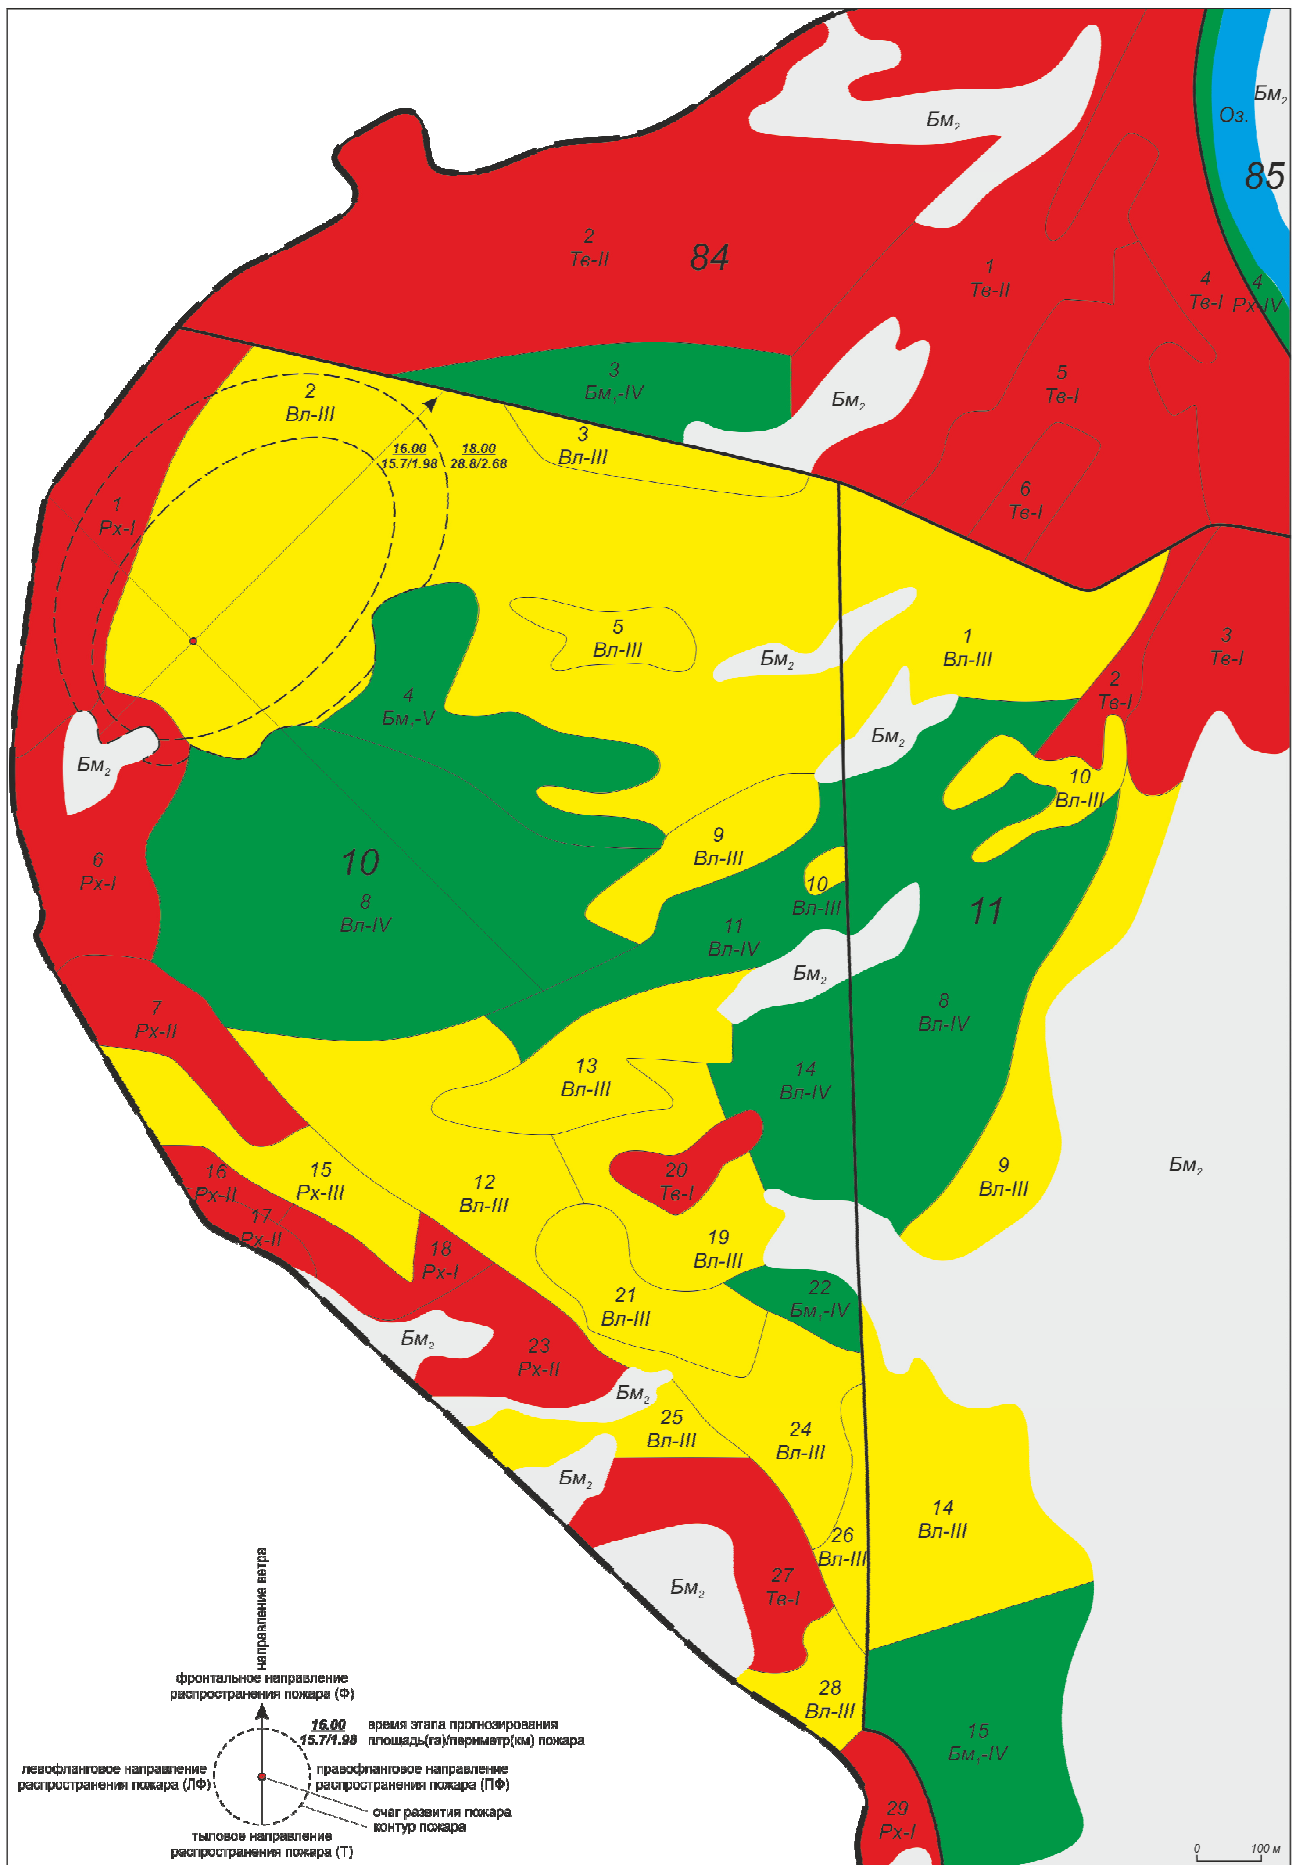 Бм₂
Бм₂
Оз.
85
2
Тв-II
84
1
Тв-II
4
Тв-I
4
Рх-IV
3
Бм₁-IV
5
Тв-I
2
Вл-III
Бм₂
3
Вл-III
16.00
15.7/1.98
18.00
28.8/2.68
1
Рх-I
6
Тв-I
5
Вл-III
1
Вл-III
3
Тв-I
Бм₂
4
Бм₁-V
2
Тв-I
Бм₂
Бм₂
10
Вл-III
9
Вл-III
10
6
Рх-I
8
Вл-IV
10
Вл-III
11
11
Вл-IV
Бм₂
8
Вл-IV
7
Рх-II
13
Вл-III
14
Вл-IV
16
Рх-II
15
Рх-III
12
Вл-III
20
Тв-I
9
Вл-III
Бм₂
17
Рх-II
18
Рх-I
19
Вл-III
21
Вл-III
22
Бм₁-IV
Бм₂
23
Рх-II
Бм₂
25
Вл-III
24
Вл-III
Бм₂
14
Вл-III
26
Вл-III
Бм₂
27
Тв-I
28
Вл-III
15
Бм₁-IV
29
Рх-I
направление ветра
фронтальное направление
распространения пожара (Ф)
16.00
15.7/1.98
время этапа прогнозирования
площадь(га)/периметр(км) пожара
левофланговое направление
распространения пожара (ЛФ)
правофланговое направление
распространения пожара (ПФ)
очаг развития пожара
контур пожара
тыловое направление
распространения пожара (Т)
0 100 м